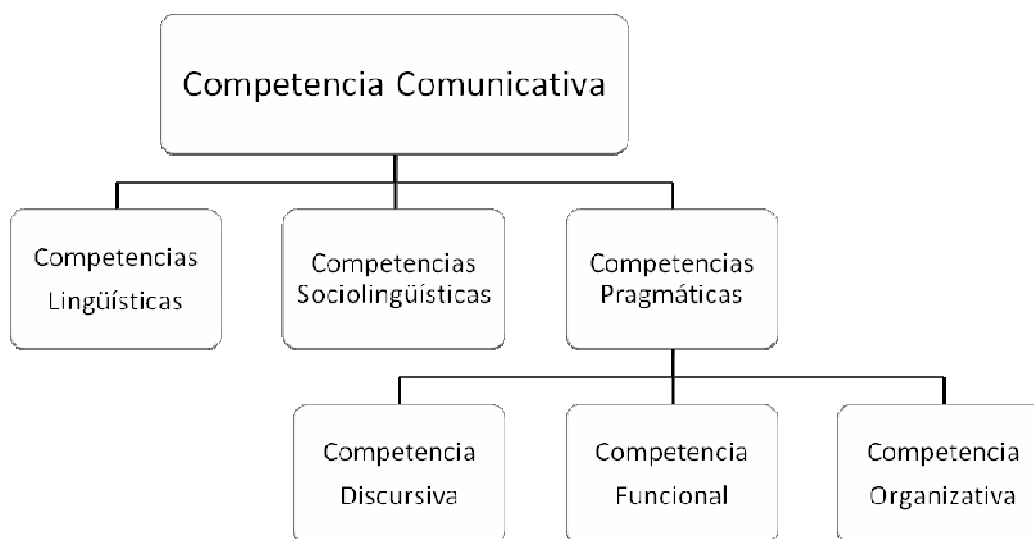 Competencia Comunicativa
Competencias
Lingüísticas
Competencias
Sociolingüísticas
Competencias
Pragmáticas
Competencia
Discursiva
Competencia
Funcional
Competencia
Organizativa